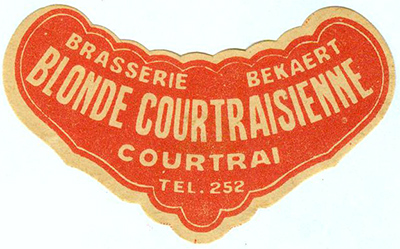 BRASSERIE BEKAERT
BLONDE COURTRAISIENNE
COURTRAI
TEL. 252